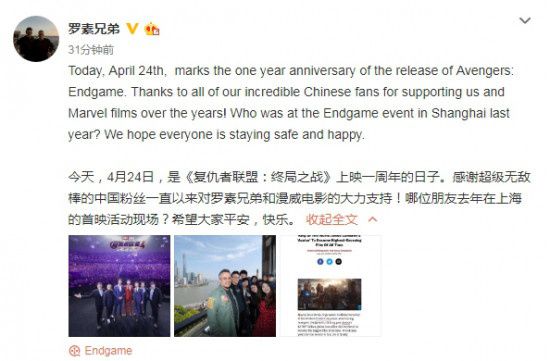 罗素兄弟
31分钟前
Today, April 24th, marks the one year anniversary of the release of Avengers:
Endgame. Thanks to all of our incredible Chinese fans for supporting us and
Marvel films over the years! Who was at the Endgame event in Shanghai last
year? We hope everyone is staying safe and happy.
今天，4月24日，是《复仇者联盟：终局之战》上映一周年的日子。感谢超级无敌
棒的中国粉丝一直以来对罗素兄弟和漫威电影的大力支持！哪位朋友去年在上海
的首映活动现场？希望大家平安，快乐。 收起全文
Endgame